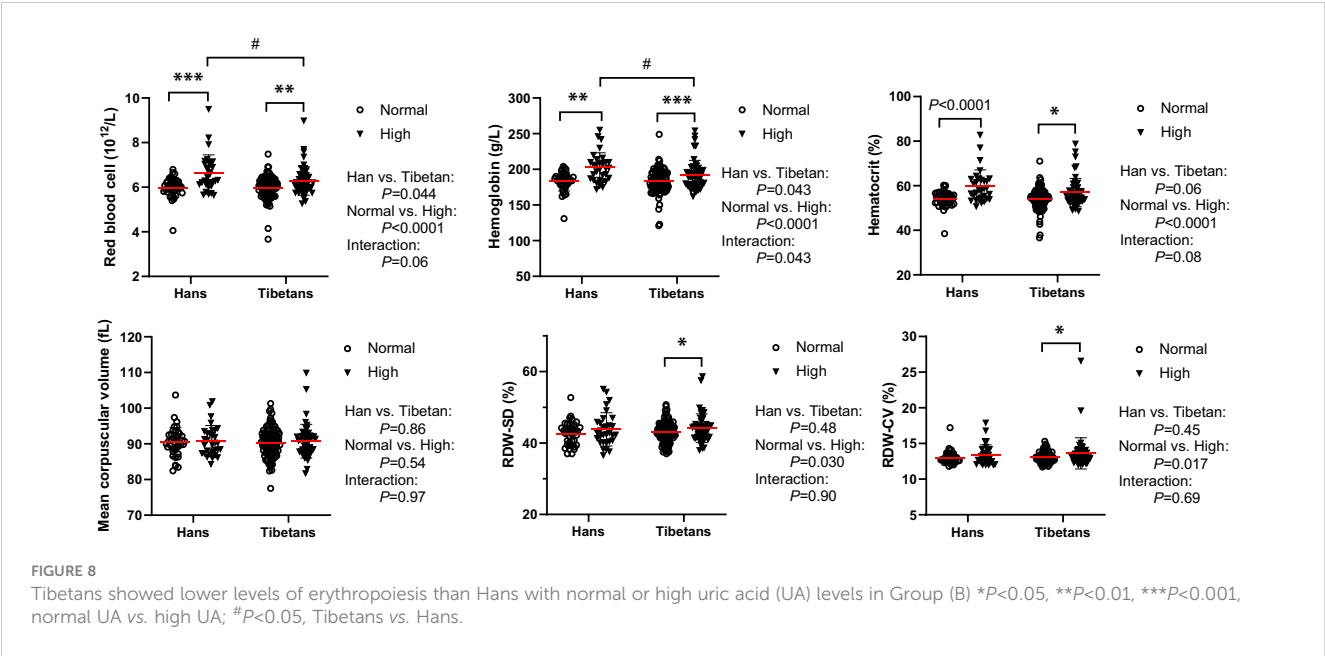 #
***
**
Red blood cell (10¹²/L)
10
8
6
4
2
Hans
Tibetans
Normal
High
Han vs. Tibetan:
P=0.044
Normal vs. High:
P<0.0001
Interaction:
P=0.06
#
**
***
Hemoglobin (g/L)
300
250
200
150
100
50
Hans
Tibetans
Normal
High
Han vs. Tibetan:
P=0.043
Normal vs. High:
P<0.0001
Interaction:
P=0.043
P<0.0001
*
Hematocrit (%)
100
80
60
40
20
Hans
Tibetans
Normal
High
Han vs. Tibetan:
P=0.06
Normal vs. High:
P<0.0001
Interaction:
P=0.08
Mean corpuscular volume (fL)
120
110
100
90
80
70
Hans
Tibetans
Normal
High
Han vs. Tibetan:
P=0.86
Normal vs. High:
P=0.54
Interaction:
P=0.97
*
RDW-SD (%)
60
40
20
Hans
Tibetans
Normal
High
Han vs. Tibetan:
P=0.48
Normal vs. High:
P=0.030
Interaction:
P=0.90
*
RDW-CV (%)
30
25
20
15
10
5
Hans
Tibetans
Normal
High
Han vs. Tibetan:
P=0.45
Normal vs. High:
P=0.017
Interaction:
P=0.69
FIGURE 8
Tibetans showed lower levels of erythropoiesis than Hans with normal or high uric acid (UA) levels in Group (B) *P<0.05, **P<0.01, ***P<0.001,
normal UA vs. high UA; #P<0.05, Tibetans vs. Hans.